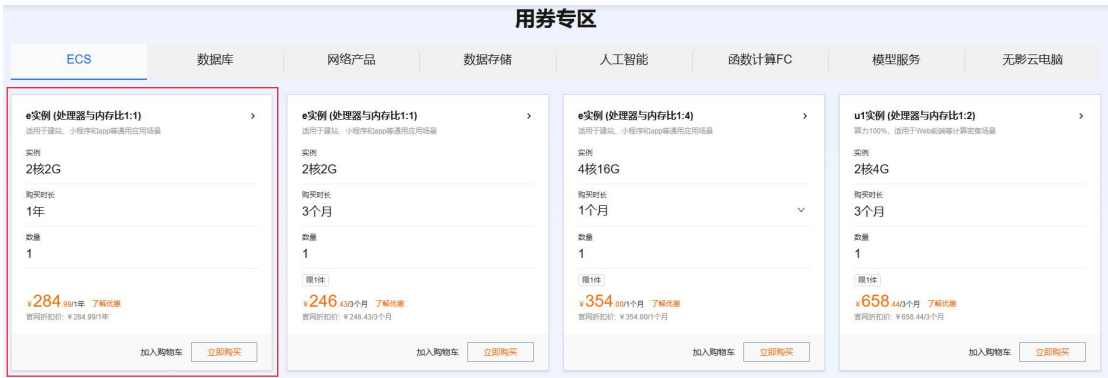 用券专区
ECS
数据库
网络产品
数据存储
人工智能
函数计算FC
模型服务
无影云电脑
e实例 (处理器与内存比1:1)
适用于建站、小程序和app等通用应用场景
实例
2核2G
购买时长
1年
数量
1
¥284.99/1年 了解优惠
官网折扣价: ¥284.99/1年
加入购物车 立即购买
e实例 (处理器与内存比1:1)
适用于建站、小程序和app等通用应用场景
实例
2核2G
购买时长
3个月
数量
1
限1件
¥246.43/3个月 了解优惠
官网折扣价: ¥246.43/3个月
加入购物车 立即购买
e实例 (处理器与内存比1:4)
适用于建站、小程序和app等通用应用场景
实例
4核16G
购买时长
1个月
数量
1
限1件
¥354.00/1个月 了解优惠
官网折扣价: ¥354.00/1个月
加入购物车 立即购买
u1实例 (处理器与内存比1:2)
算力100%，适用于Web前端等计算密集场景
实例
2核4G
购买时长
3个月
数量
1
限1件
¥658.44/3个月 了解优惠
官网折扣价: ¥658.44/3个月
加入购物车 立即购买